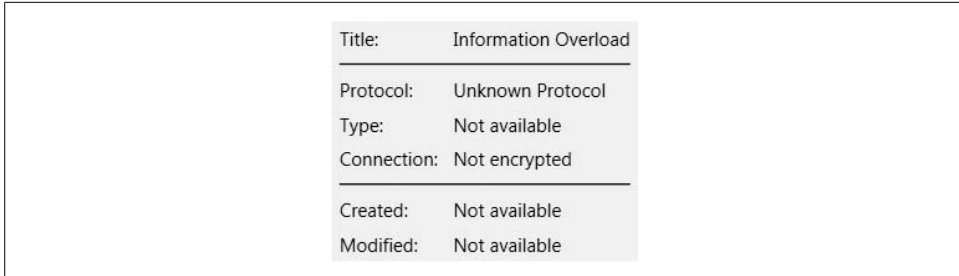 Title: Information Overload
Protocol: Unknown Protocol
Type: Not available
Connection: Not encrypted
Created: Not available
Modified: Not available